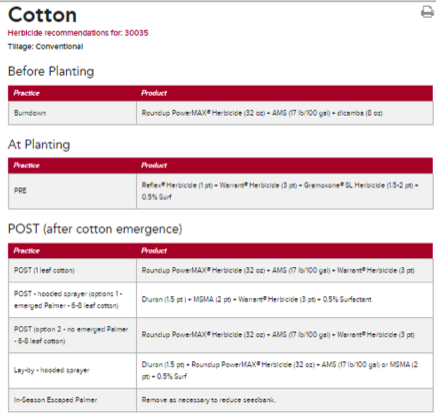 Cotton
Herbicide recommendations for: 30035
Tillage: Conventional
Before Planting
Practice Product
Burndown Roundup PowerMAX® Herbicide (32 oz) + AMS (17 lb/100 gal) + dicamba (8 oz)
At Planting
Practice Product
PRE Reflex® Herbicide (1 pt) + Warrant® Herbicide (3 pt) + Gramoxone® SL Herbicide (1.5-2 pt) +
0.5% Surf
POST (after cotton emergence)
Practice Product
POST (1 leaf cotton) Roundup PowerMAX® Herbicide (32 oz) + AMS (17 lb/100 gal) + Warrant® Herbicide (3 pt)
POST - hooded sprayer (options 1 -
emerged Palmer - 6-8 leaf cotton) Diuron (1.5 pt ) + MSMA (2 pt) + Warrant® Herbicide (3 pt) + 0.5% Surfactant
POST (option 2 - no emerged Palmer
- 6-8 leaf cotton) Roundup PowerMAX® Herbicide (32 oz) + AMS (17 lb/100 gal) + Warrant® Herbicide (3 pt)
Lay-by - hooded sprayer Diuron (1.5 pt) + Roundup PowerMAX® Herbicide (32 oz) + AMS (17 lb/100 gal) or MSMA (2
pt) + 0.5% Surf
In-Season Escaped Palmer Remove as necessary to reduce seedbank.